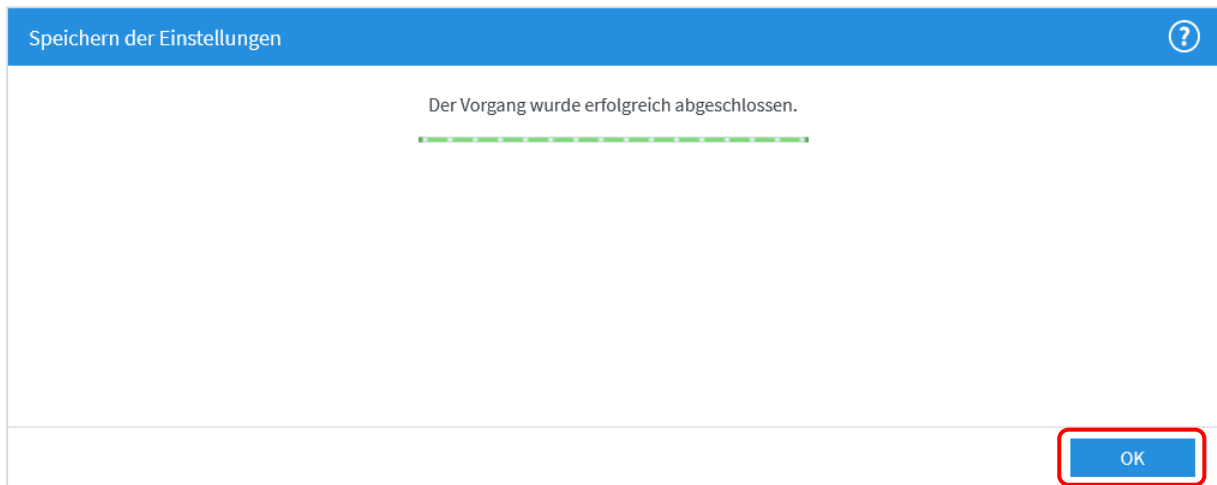 Speichern der Einstellungen
?
Der Vorgang wurde erfolgreich abgeschlossen.
OK